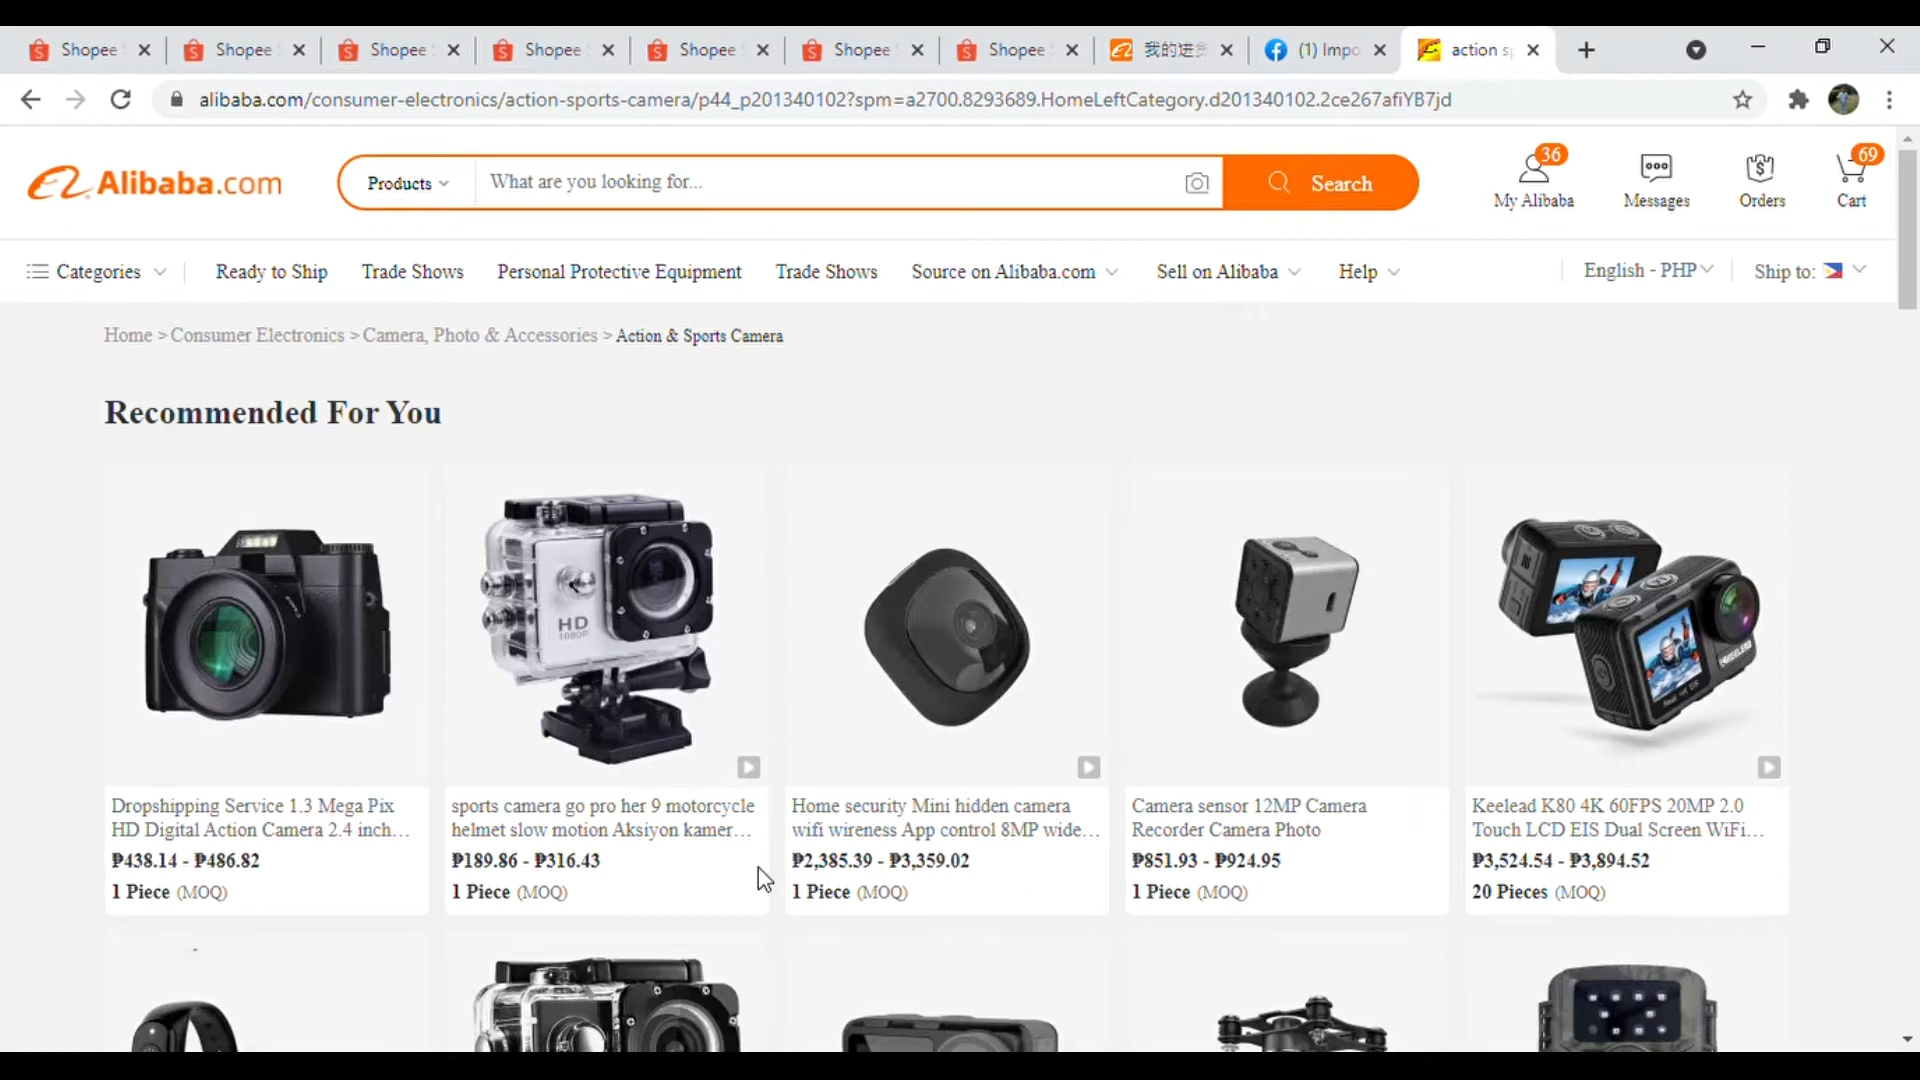 Shopee
Shopee
Shopee
Shopee
Shopee
Shopee
Shopee
我的进货
(1) Impo
action sp
alibaba.com/consumer-electronics/action-sports-camera/p44_p201340102?spm=a2700.8293689.HomeLeftCategory.d201340102.2ce267afiYB7jd
Alibaba.com
Products
What are you looking for...
Search
36
My Alibaba
Messages
Orders
69
Cart
Categories
Ready to Ship
Trade Shows
Personal Protective Equipment
Trade Shows
Source on Alibaba.com
Sell on Alibaba
Help
English - PHP
Ship to:
Home > Consumer Electronics > Camera, Photo & Accessories > Action & Sports Camera
Recommended For You
HD
1080P
KEELEAD
Dropshipping Service 1.3 Mega Pix
HD Digital Action Camera 2.4 inch...
₱438.14 - ₱486.82
1 Piece (MOQ)
sports camera go pro her 9 motorcycle
helmet slow motion Aksiyon kamer...
₱189.86 - ₱316.43
1 Piece (MOQ)
Home security Mini hidden camera
wifi wireness App control 8MP wide...
₱2,385.39 - ₱3,359.02
1 Piece (MOQ)
Camera sensor 12MP Camera
Recorder Camera Photo
₱851.93 - ₱924.95
1 Piece (MOQ)
Keelead K80 4K 60FPS 20MP 2.0
Touch LCD EIS Dual Screen WiFi...
₱3,524.54 - ₱3,894.52
20 Pieces (MOQ)